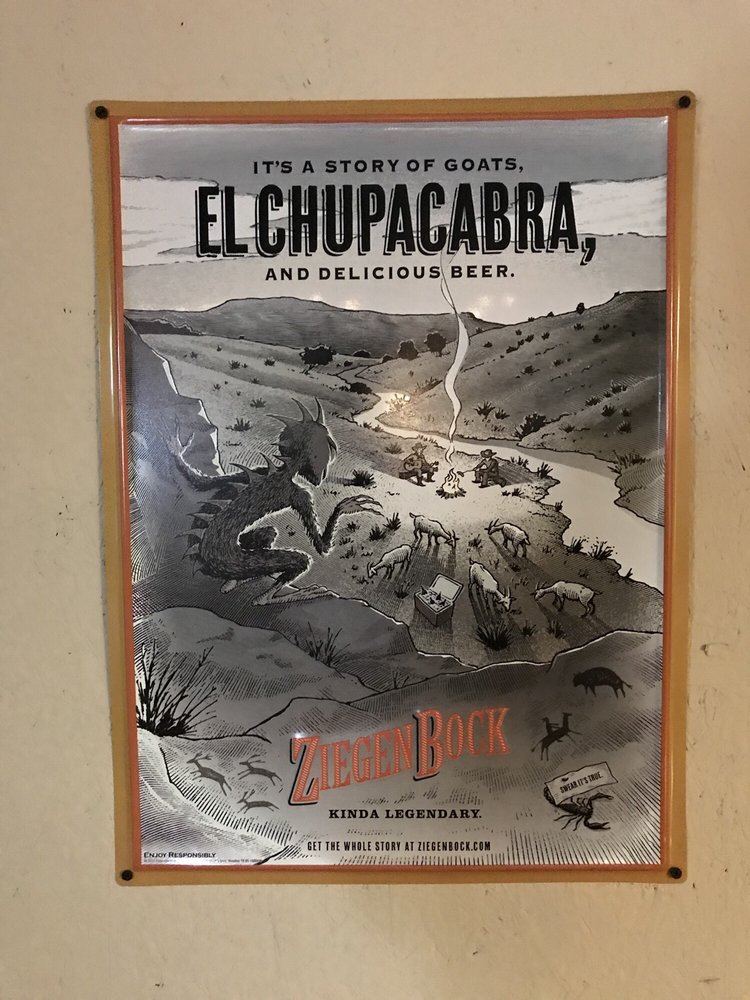 IT'S A STORY OF GOATS,
EL CHUPACABRA,
AND DELICIOUS BEER.
ZIEGENBOCK
KINDA LEGENDARY.
SWEAR IT'S TRUE.
GET THE WHOLE STORY AT ZIEGENBOCK.COM
ENJOY RESPONSIBLY